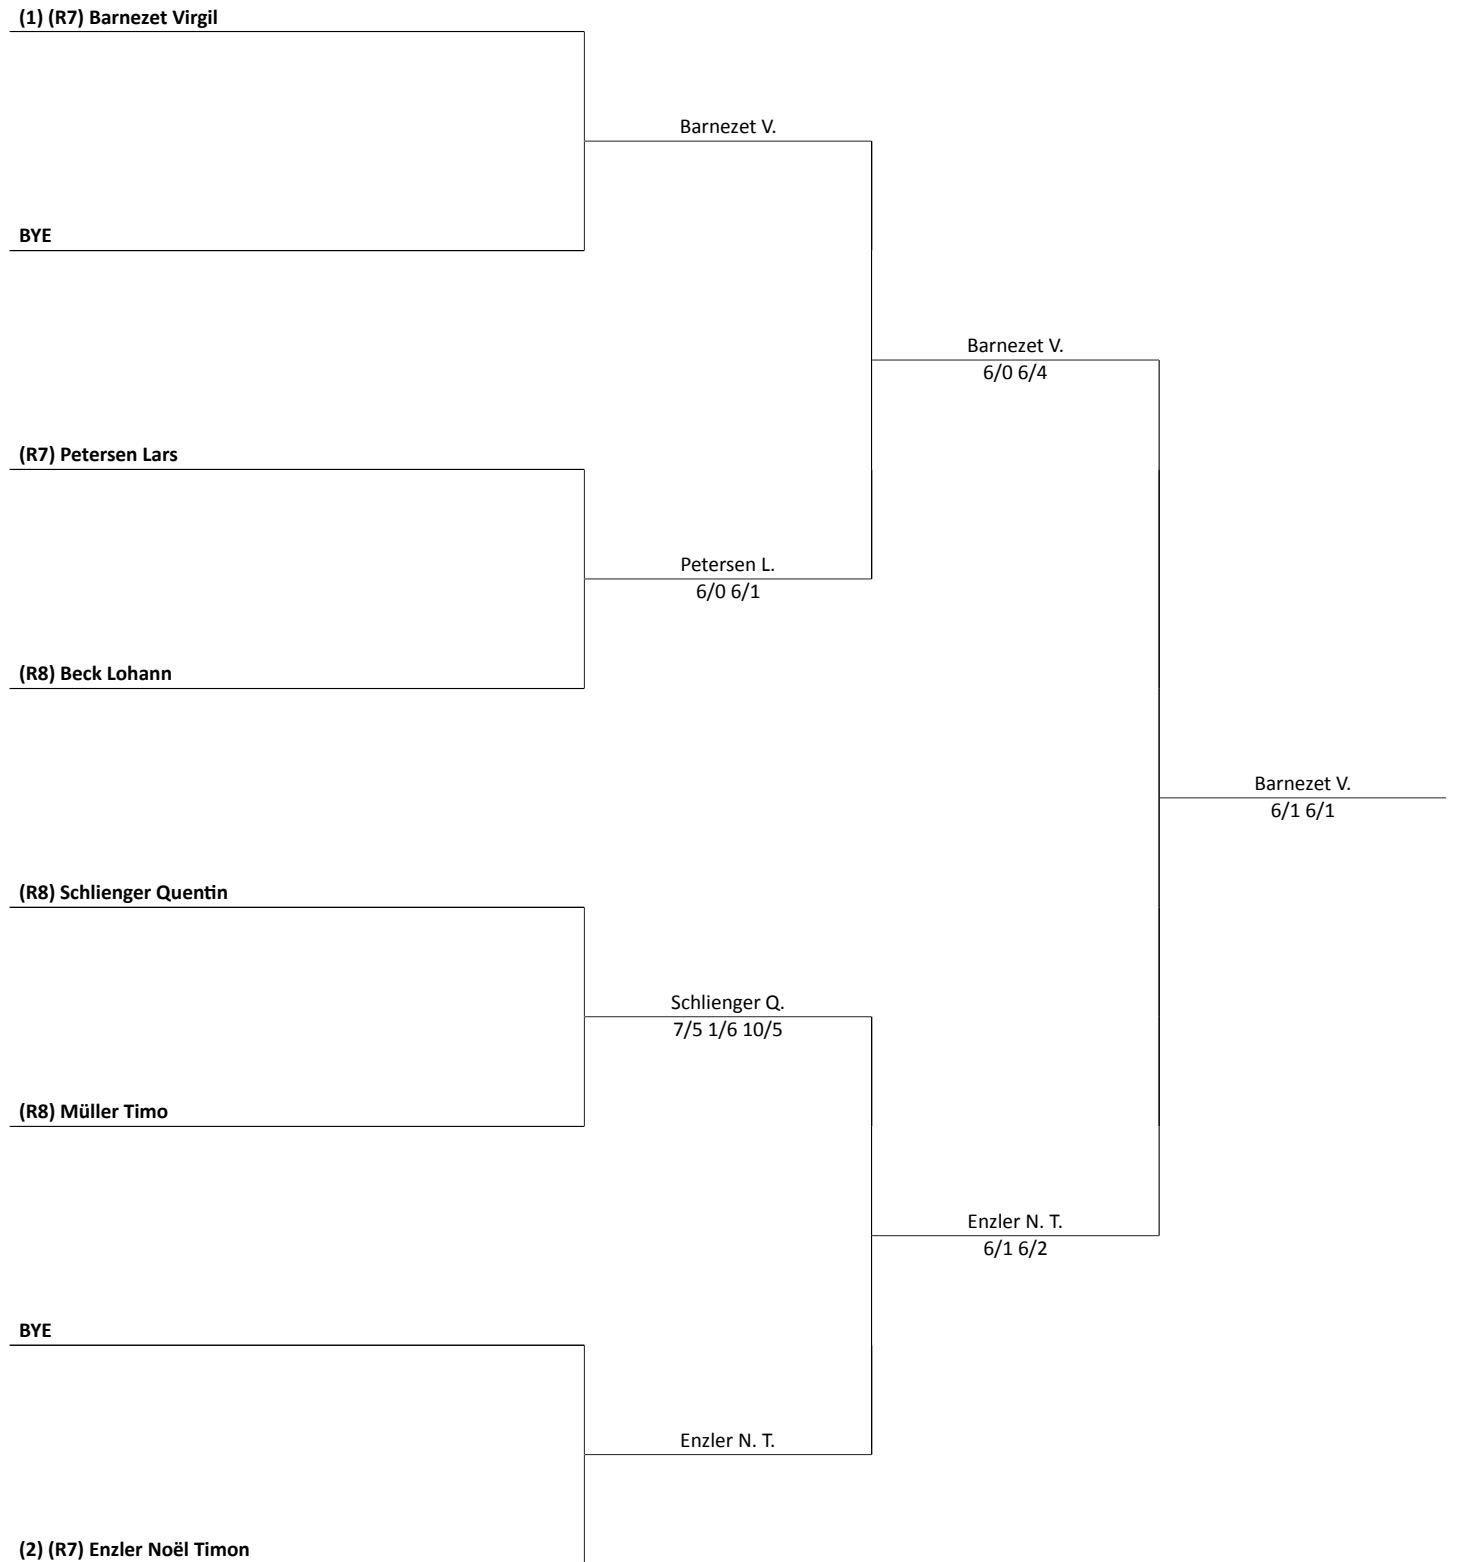 (1) (R7) Barnezet Virgil
Barnezet V.
BYE
Barnezet V.
6/0 6/4
(R7) Petersen Lars
Petersen L.
6/0 6/1
(R8) Beck Lohann
Barnezet V.
6/1 6/1
(R8) Schlienger Quentin
Schlienger Q.
7/5 1/6 10/5
(R8) Müller Timo
Enzler N. T.
6/1 6/2
BYE
Enzler N. T.
(2) (R7) Enzler Noël Timon